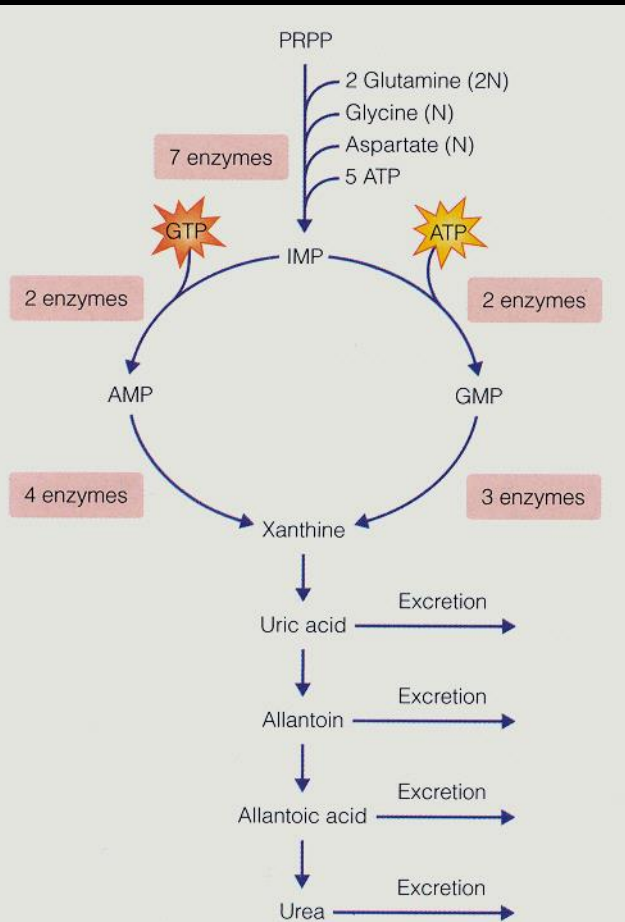 PRPP
2 Glutamine (2N)
Glycine (N)
Aspartate (N)
7 enzymes
5 ATP
GTP
ATP
IMP
2 enzymes
2 enzymes
AMP
GMP
4 enzymes
3 enzymes
Xanthine
Excretion
Uric acid
Excretion
Allantoin
Excretion
Allantoic acid
Excretion
Urea